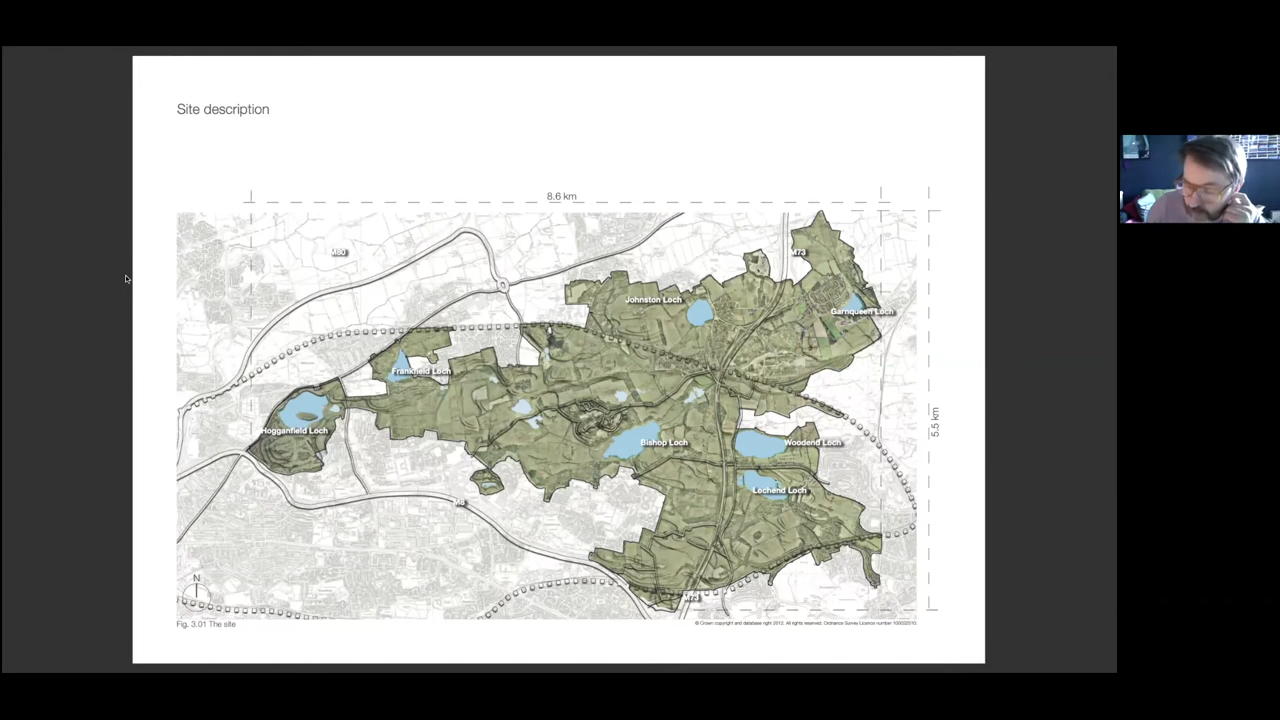 Site description
8.6 km
M80
M73
Johnston Loch
Garnqueen Loch
Frankfield Loch
Hogganfield Loch
5.5 km
Bishop Loch
Woodend Loch
Lochend Loch
M8
N
M73
Fig. 3.01 The site
© Crown copyright and database right 2012. All rights reserved. Ordnance Survey Licence number